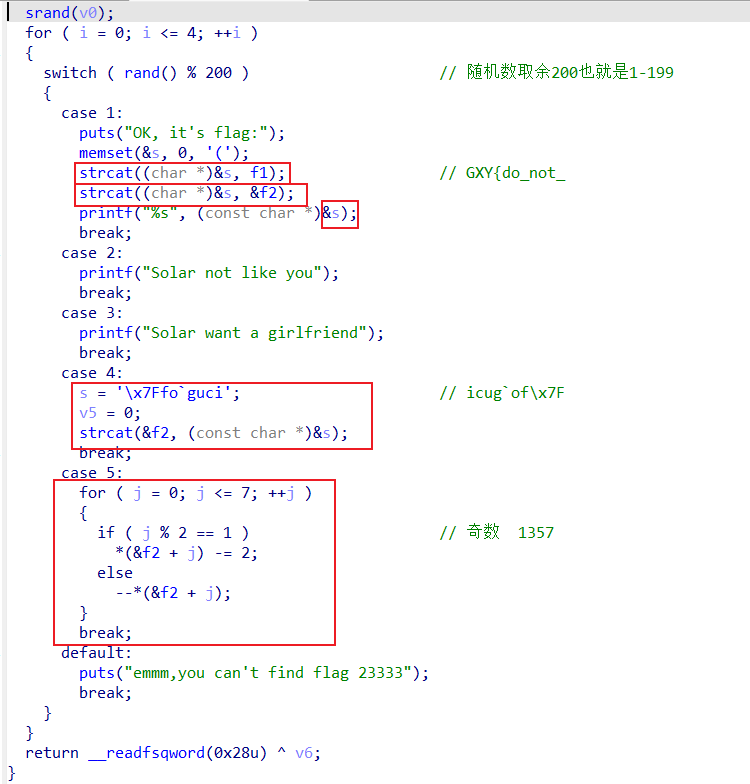 srand(v0);
for ( i = 0; i <= 4; ++i )
{
switch ( rand() % 200 ) // 随机数取余200也就是1-199
{
case 1:
puts("OK, it's flag:");
memset(&s, 0, '(');
strcat((char *)&s, f1); // GXY{do_not_
strcat((char *)&s, &f2);
printf("%s", (const char *)&s);
break;
case 2:
printf("Solar not like you");
break;
case 3:
printf("Solar want a girlfriend");
break;
case 4:
s = '\x7Ffo`guci'; // icug`of\x7F
v5 = 0;
strcat(&f2, (const char *)&s);
break;
case 5:
for ( j = 0; j <= 7; ++j )
{
if ( j % 2 == 1 ) // 奇数 1357
*(&f2 + j) -= 2;
else
--*(&f2 + j);
}
break;
default:
puts("emmm,you can't find flag 23333");
break;
}
}
return __readfsqword(0x28u) ^ v6;
}